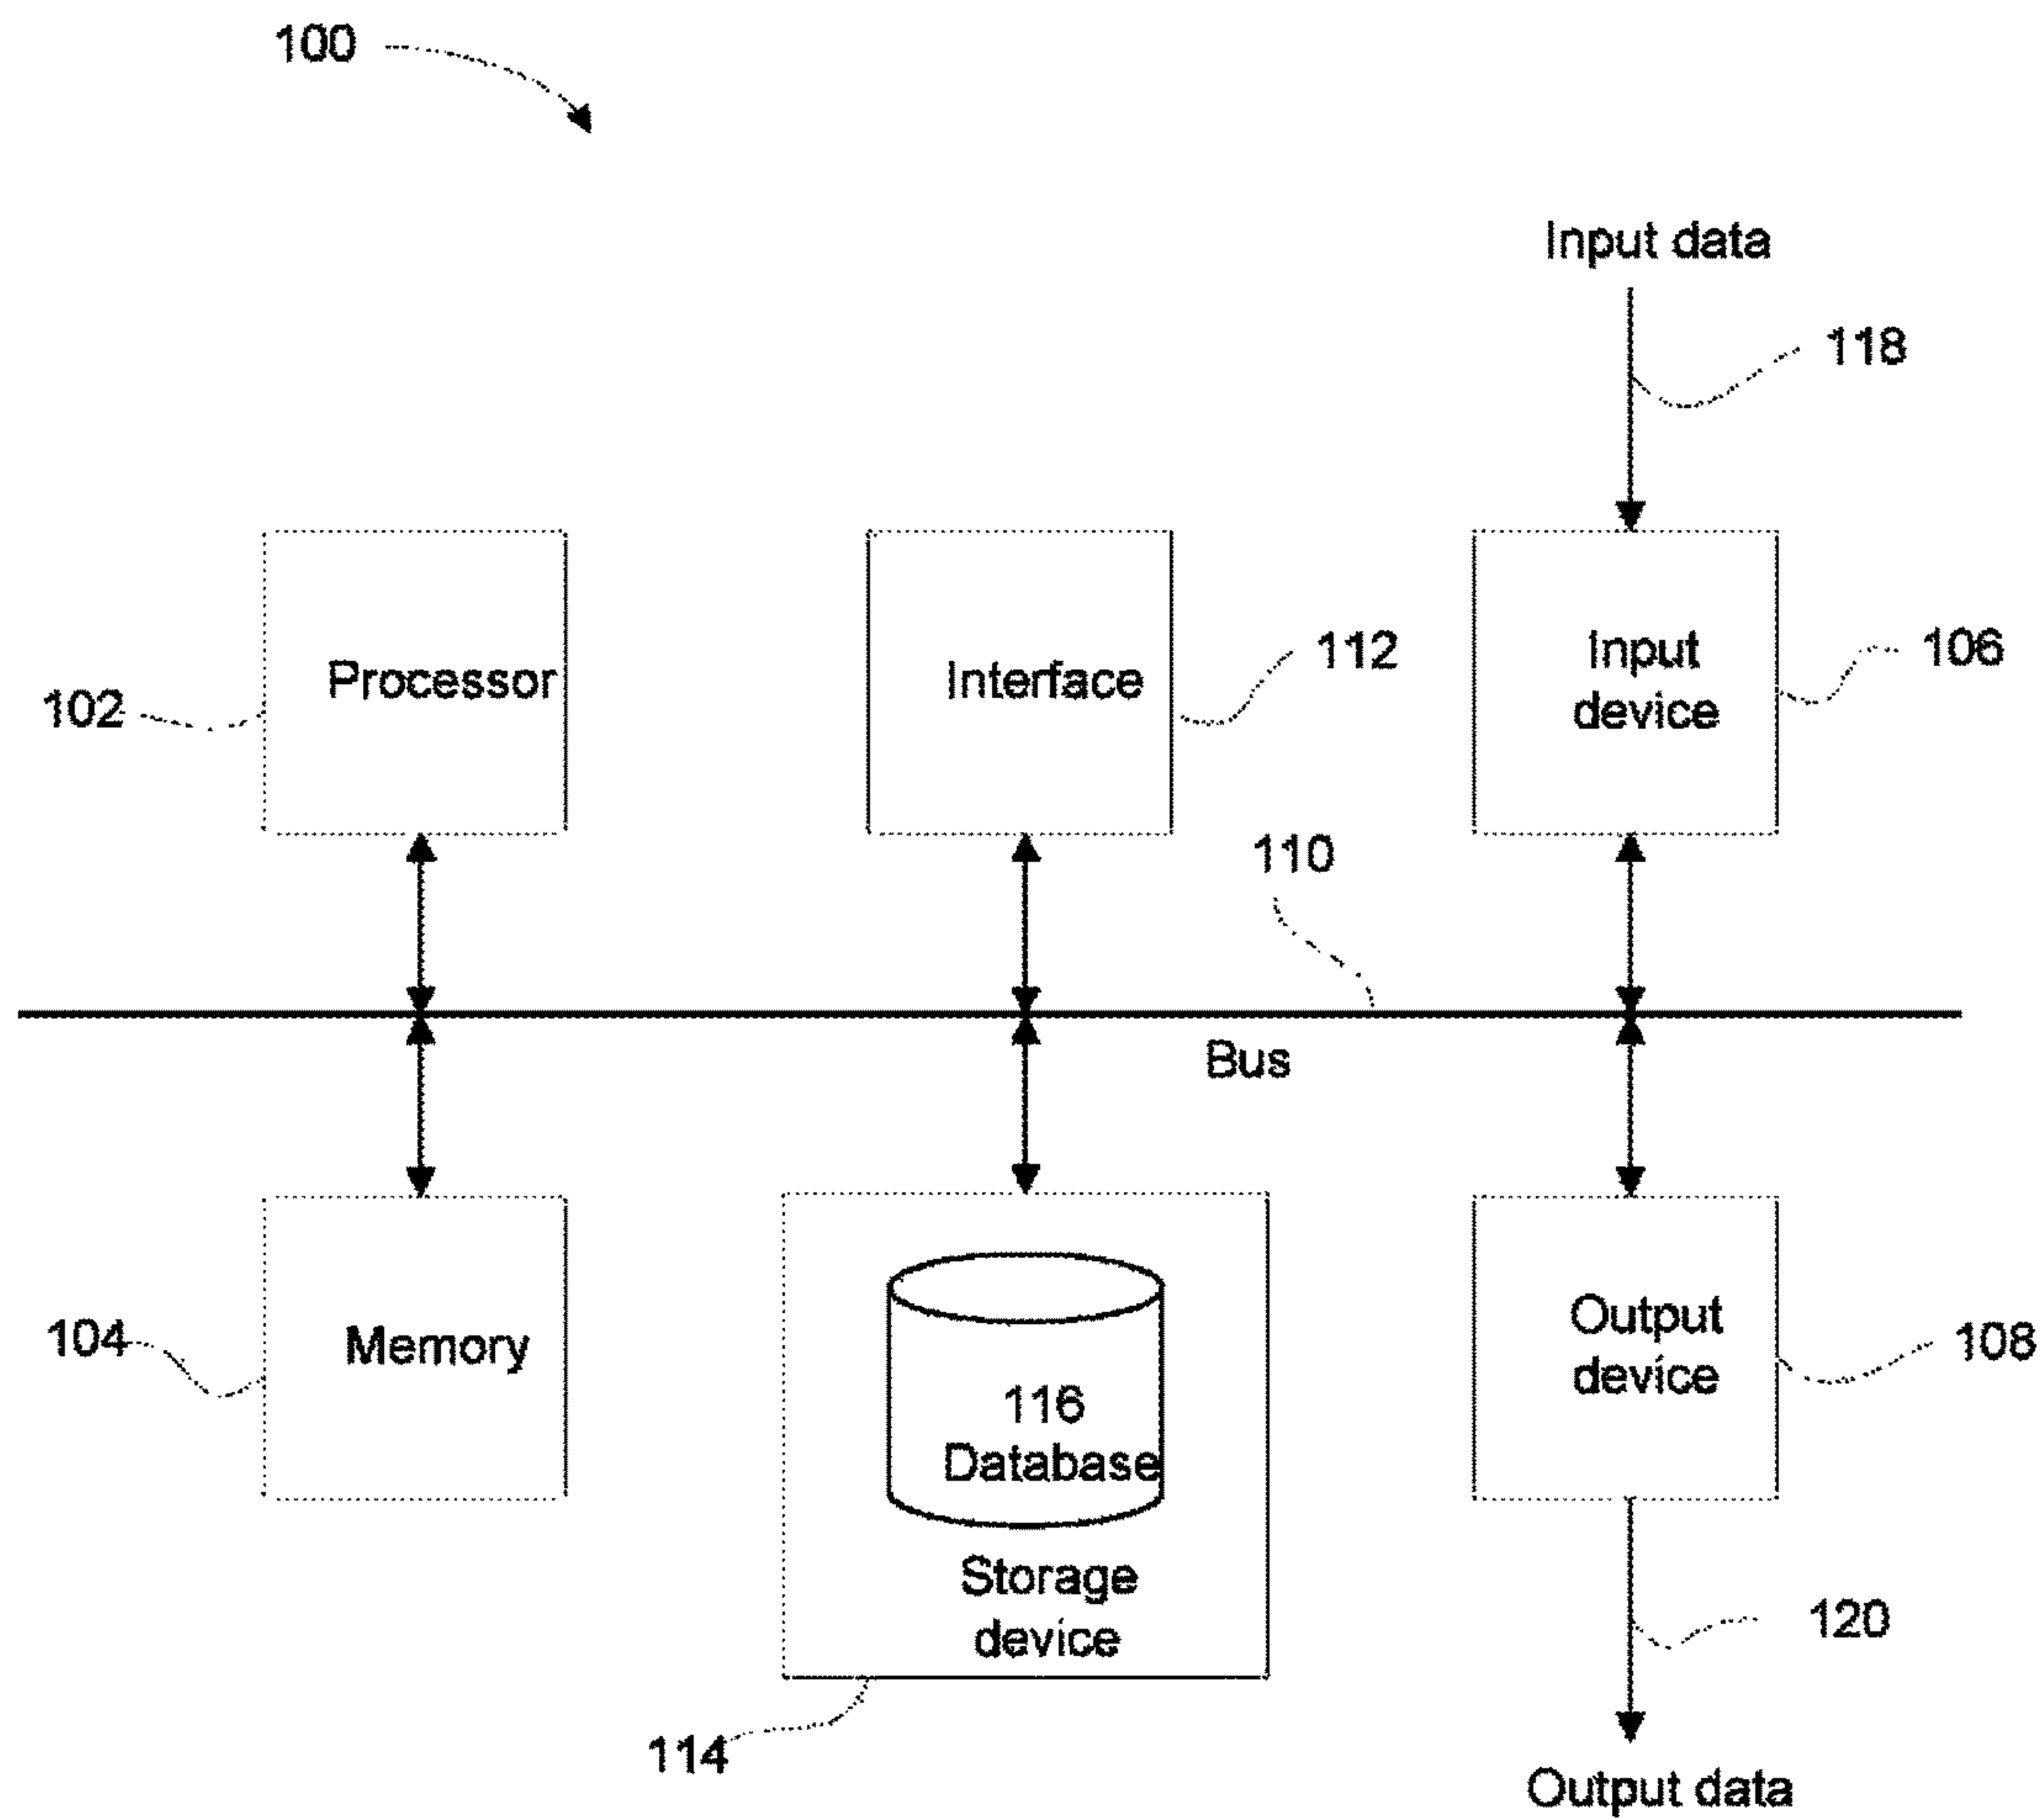 100
Input data
118
Processor
Interface
Input
device
102
112
106
110
Bus
Memory
104
116
Database
Storage
device
114
Output
device
108
120
Output data